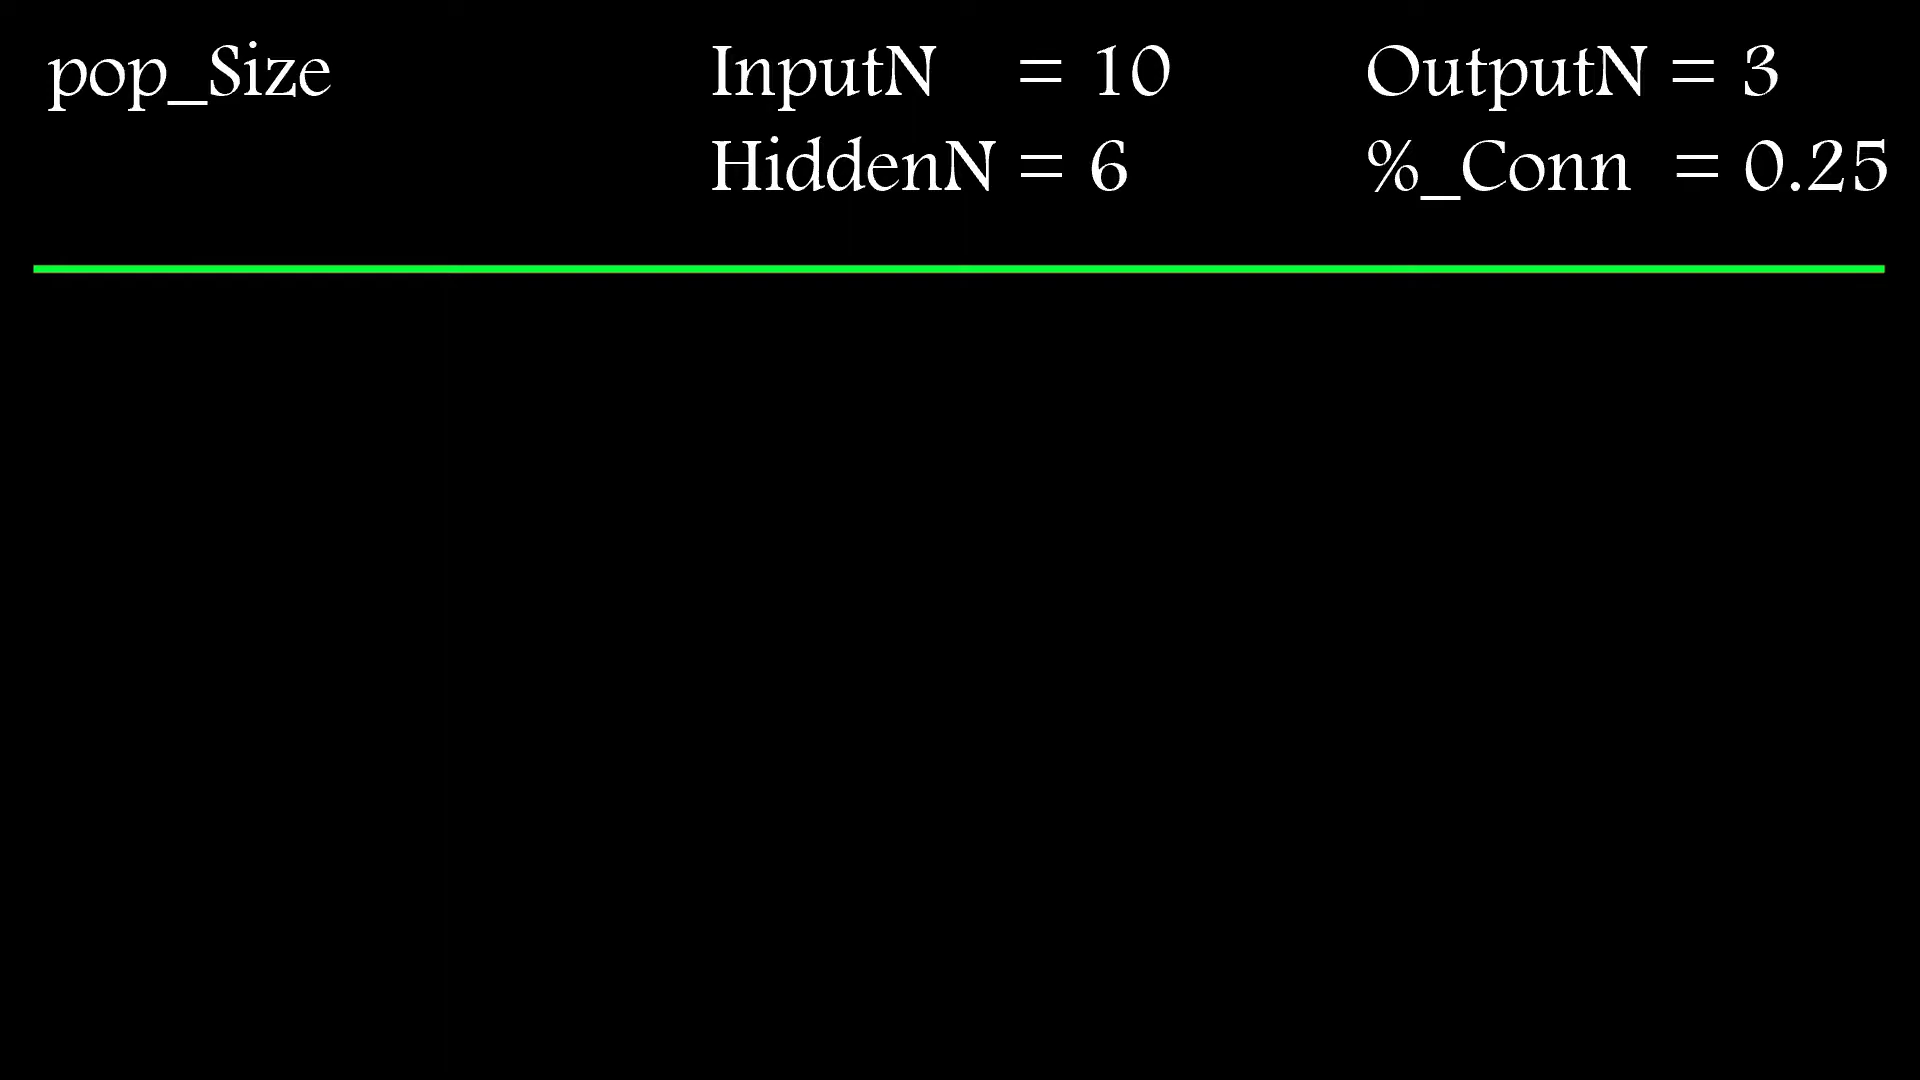 pop_Size InputN = 10 OutputN = 3
HiddenN = 6 %_Conn = 0.25